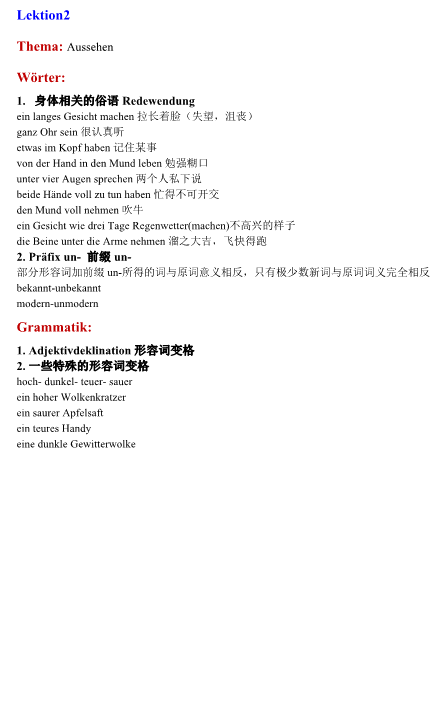 Lektion2
Thema: Aussehen
Wörter:
1. 身体相关的俗语 Redewendung
ein langes Gesicht machen 拉长着脸（失望，沮丧）
ganz Ohr sein 很认真听
etwas im Kopf haben 记住某事
von der Hand in den Mund leben 勉强糊口
unter vier Augen sprechen 两个人私下说
beide Hände voll zu tun haben 忙得不可开交
den Mund voll nehmen 吹牛
ein Gesicht wie drei Tage Regenwetter(machen)不高兴的样子
die Beine unter die Arme nehmen 溜之大吉，飞快得跑
2. Präfix un- 前缀 un-
部分形容词加前缀 un-所得的词与原词意义相反，只有极少数新词与原词词义完全相反
bekannt-unbekannt
modern-unmodern
Grammatik:
1. Adjektivdeklination 形容词变格
2. 一些特殊的形容词变格
hoch- dunkel- teuer- sauer
ein hoher Wolkenkratzer
ein saurer Apfelsaft
ein teures Handy
eine dunkle Gewitterwolke